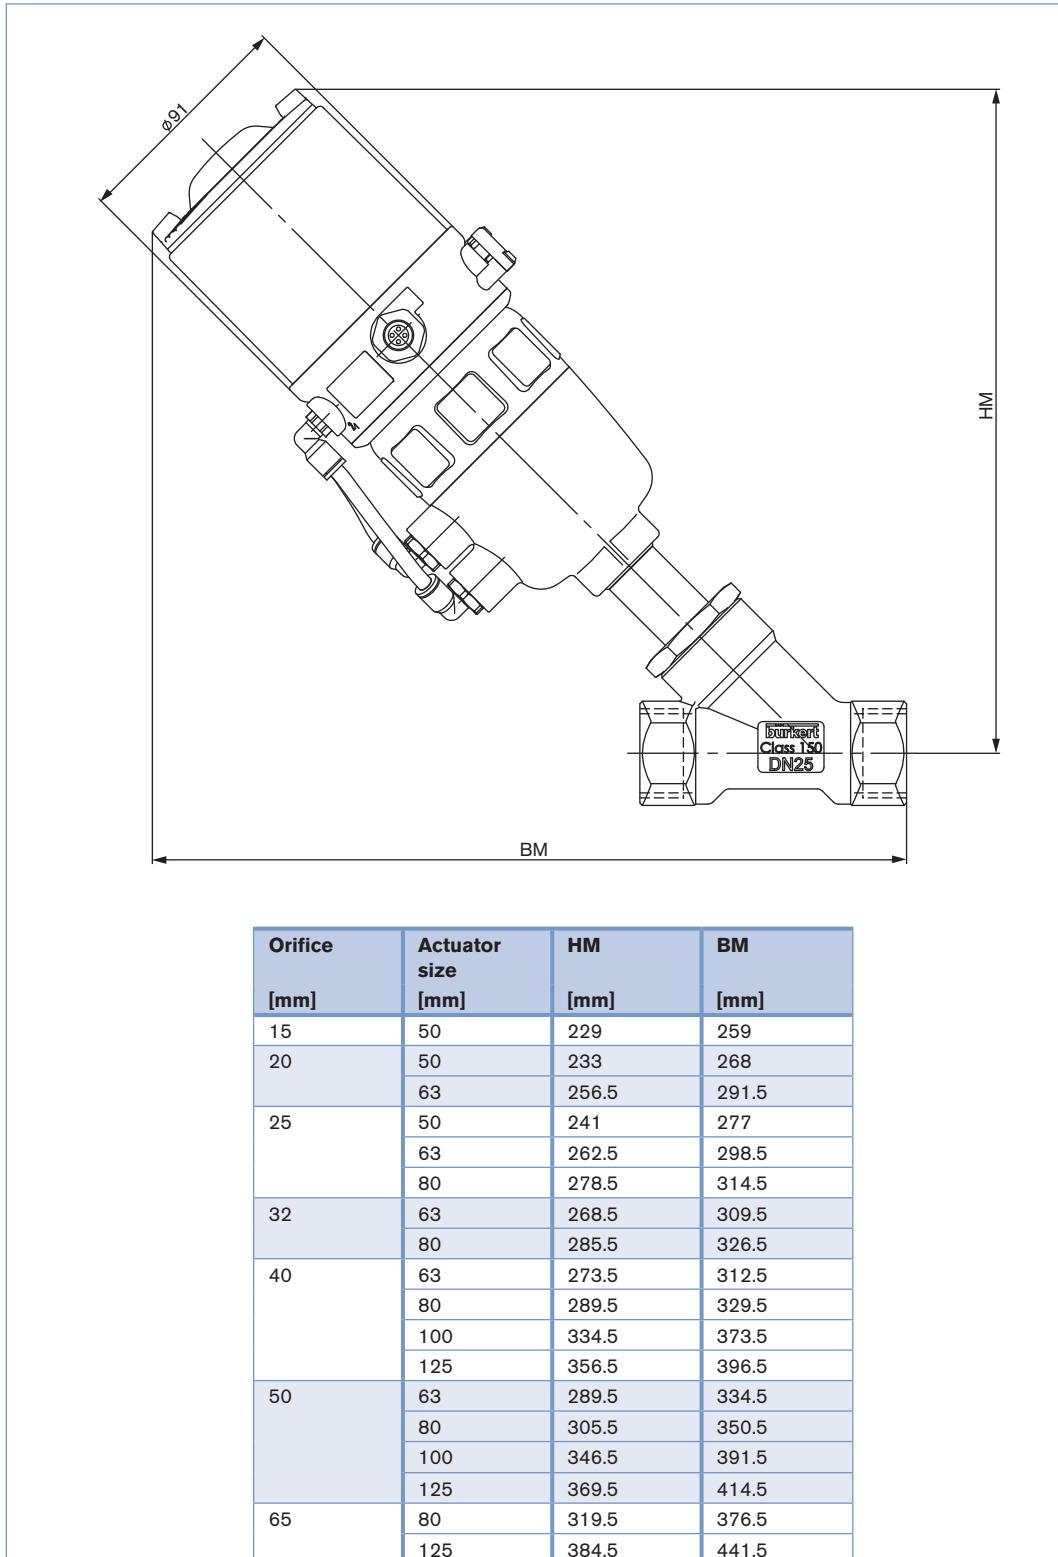 ø91
HM
burkert
Class 150
DN25
BM
Orifice Actuator size HM BM
[mm] [mm] [mm] [mm]
15 50 229 259
20 50 233 268
63 256.5 291.5
25 50 241 277
63 262.5 298.5
80 278.5 314.5
32 63 268.5 309.5
80 285.5 326.5
40 63 273.5 312.5
80 289.5 329.5
100 334.5 373.5
125 356.5 396.5
50 63 289.5 334.5
80 305.5 350.5
100 346.5 391.5
125 369.5 414.5
65 80 319.5 376.5
125 384.5 441.5